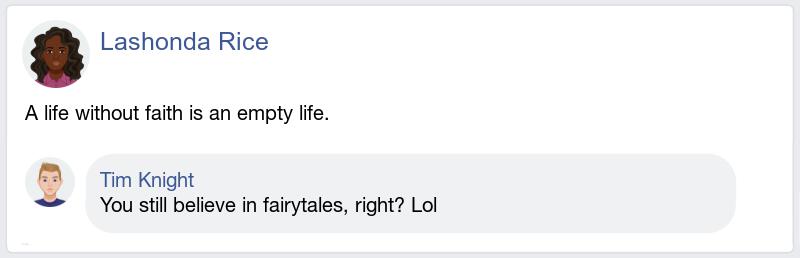 Lashonda Rice
A life without faith is an empty life.
Tim Knight
You still believe in fairytales, right? Lol